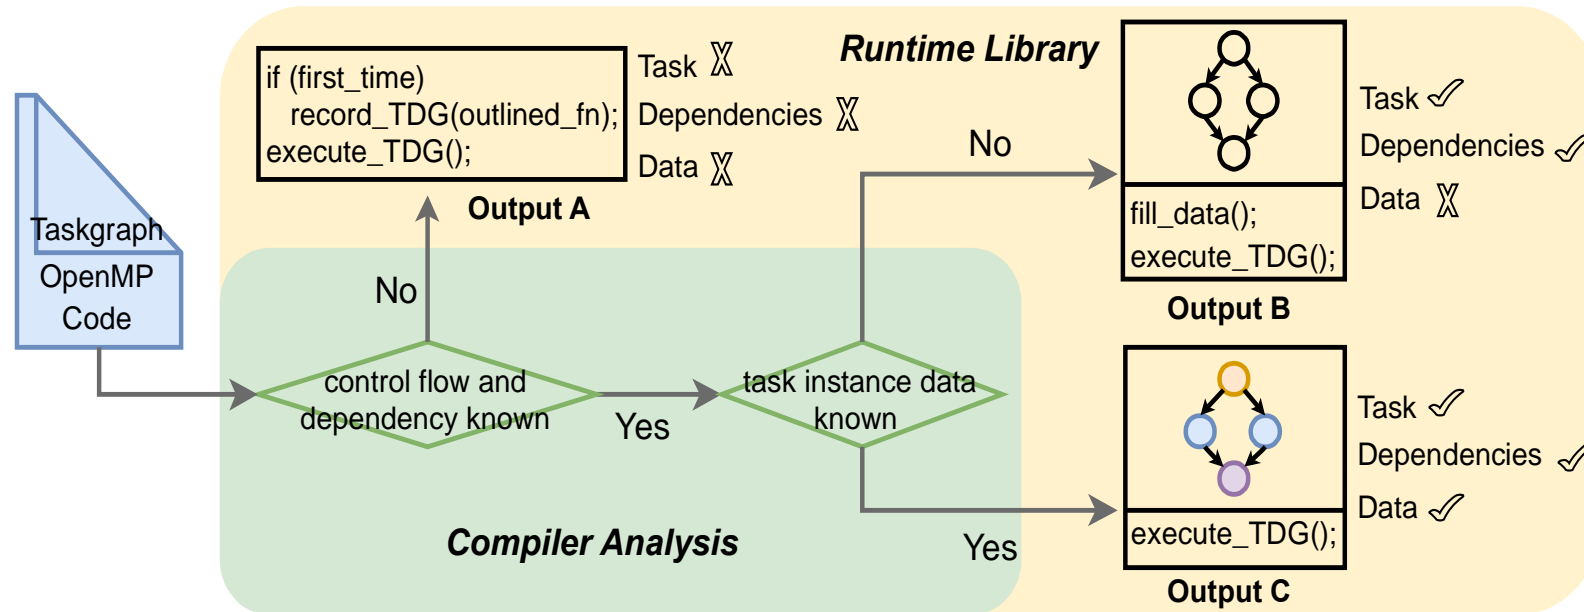 Runtime Library
if (first_time)
record_TDG(outlined_fn);
execute_TDG();
Task
Dependencies
Data
Output A
Taskgraph
OpenMP
Code
No
control flow and
dependency known
Yes
task instance data
known
No
Yes
Compiler Analysis
fill_data();
execute_TDG();
Output B
Task
Dependencies
Data
execute_TDG();
Output C
Task
Dependencies
Data